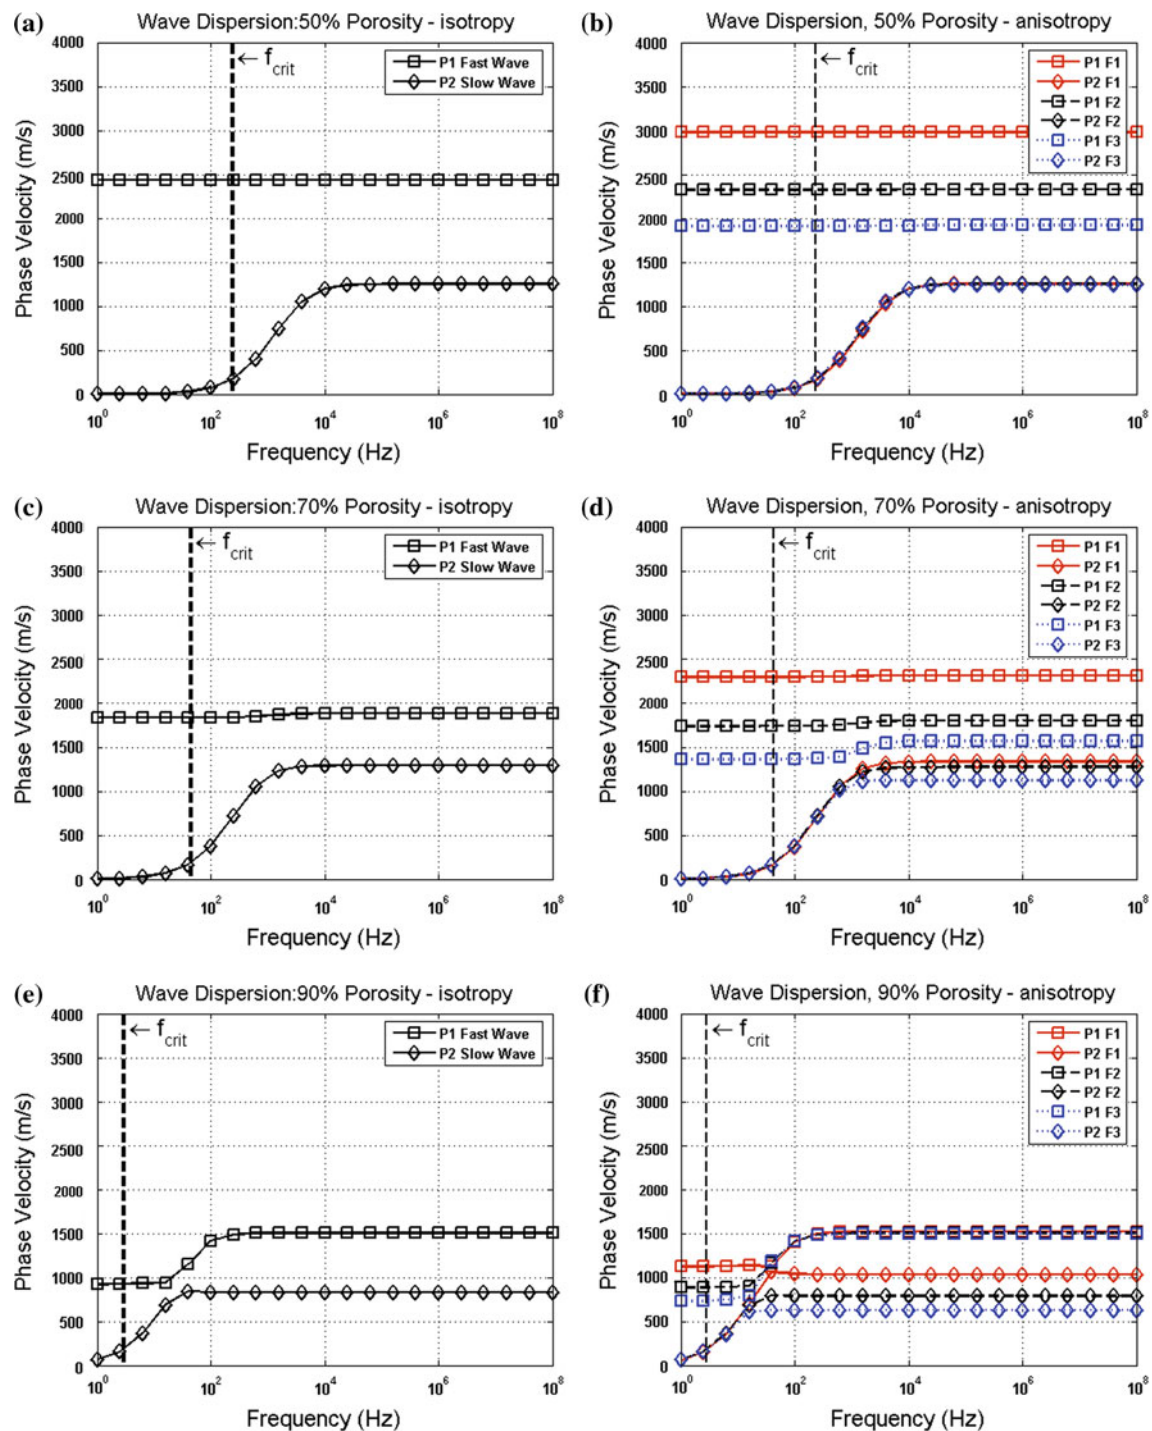 (a) Wave Dispersion:50% Porosity - isotropy
4000
3500
3000
2500
2000
1500
1000
500
0
Phase Velocity (m/s)
← f_crit
P1 Fast Wave
P2 Slow Wave
10^0 10^2 10^4 10^6 10^8
Frequency (Hz)
(b) Wave Dispersion, 50% Porosity - anisotropy
4000
3500
3000
2500
2000
1500
1000
500
0
Phase Velocity (m/s)
← f_crit
P1 F1
P2 F1
P1 F2
P2 F2
P1 F3
P2 F3
10^0 10^2 10^4 10^6 10^8
Frequency (Hz)
(c) Wave Dispersion:70% Porosity - isotropy
4000
3500
3000
2500
2000
1500
1000
500
0
Phase Velocity (m/s)
← f_crit
P1 Fast Wave
P2 Slow Wave
10^0 10^2 10^4 10^6 10^8
Frequency (Hz)
(d) Wave Dispersion, 70% Porosity - anisotropy
4000
3500
3000
2500
2000
1500
1000
500
0
Phase Velocity (m/s)
← f_crit
P1 F1
P2 F1
P1 F2
P2 F2
P1 F3
P2 F3
10^0 10^2 10^4 10^6 10^8
Frequency (Hz)
(e) Wave Dispersion:90% Porosity - isotropy
4000
3500
3000
2500
2000
1500
1000
500
0
Phase Velocity (m/s)
← f_crit
P1 Fast Wave
P2 Slow Wave
10^0 10^2 10^4 10^6 10^8
Frequency (Hz)
(f) Wave Dispersion, 90% Porosity - anisotropy
4000
3500
3000
2500
2000
1500
1000
500
0
Phase Velocity (m/s)
← f_crit
P1 F1
P2 F1
P1 F2
P2 F2
P1 F3
P2 F3
10^0 10^2 10^4 10^6 10^8
Frequency (Hz)